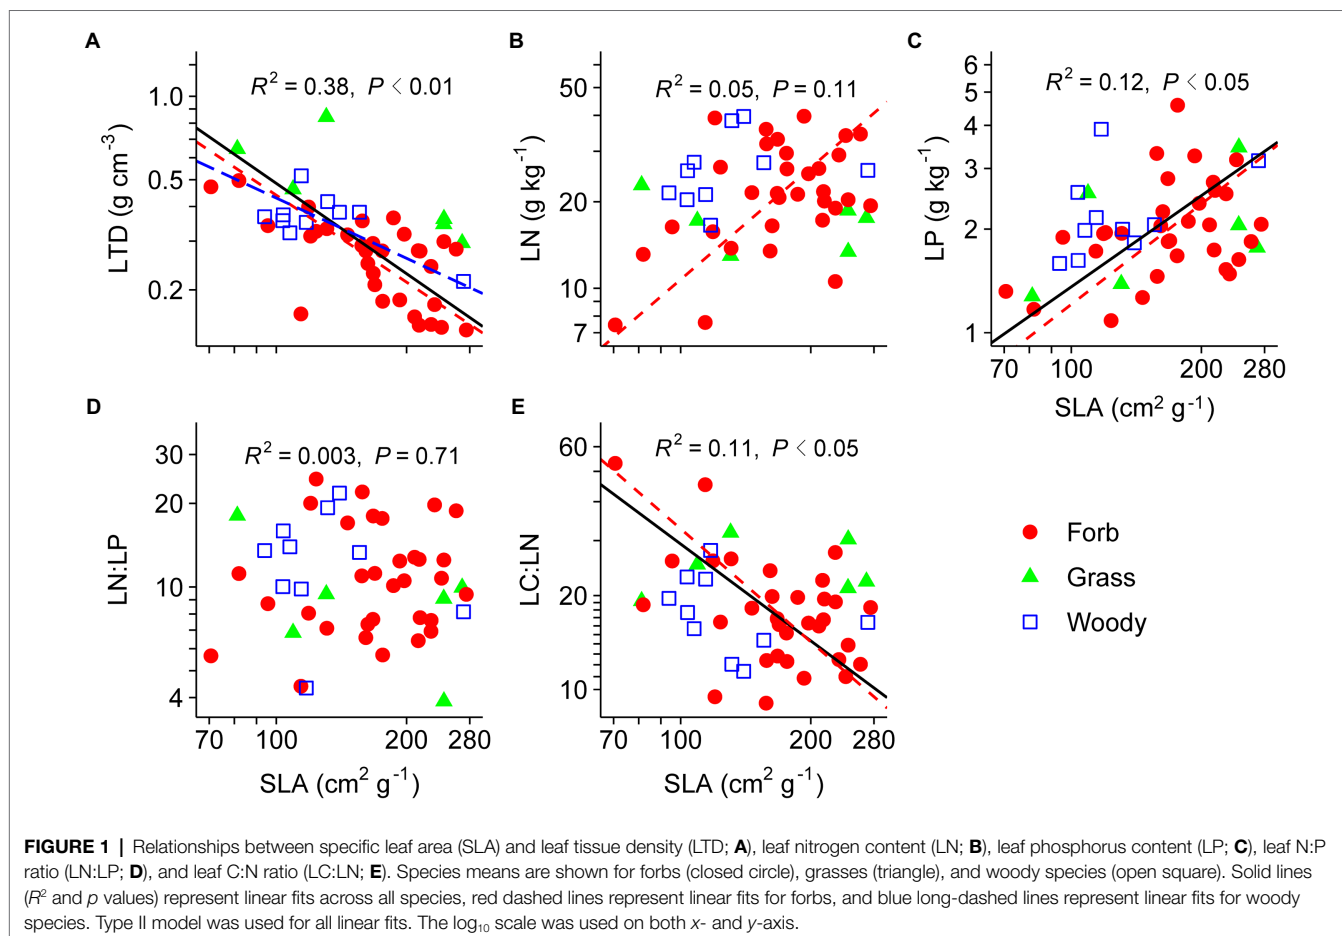 A
R² = 0.38, P < 0.01
LTD (g cm⁻³)
1.0
0.5
0.2
B
R² = 0.05, P = 0.11
LN (g kg⁻¹)
50
20
10
7
C
R² = 0.12, P < 0.05
LP (g kg⁻¹)
6
5
4
3
2
1
70 100 200 280
SLA (cm² g⁻¹)
D
R² = 0.003, P = 0.71
LN:LP
30
20
10
4
70 100 200 280
SLA (cm² g⁻¹)
E
R² = 0.11, P < 0.05
LC:LN
60
20
10
70 100 200 280
SLA (cm² g⁻¹)
Forb
Grass
Woody
FIGURE 1 | Relationships between specific leaf area (SLA) and leaf tissue density (LTD; A), leaf nitrogen content (LN; B), leaf phosphorus content (LP; C), leaf N:P
ratio (LN:LP; D), and leaf C:N ratio (LC:LN; E). Species means are shown for forbs (closed circle), grasses (triangle), and woody species (open square). Solid lines
(R² and p values) represent linear fits across all species, red dashed lines represent linear fits for forbs, and blue long-dashed lines represent linear fits for woody
species. Type II model was used for all linear fits. The log₁₀ scale was used on both x- and y-axis.